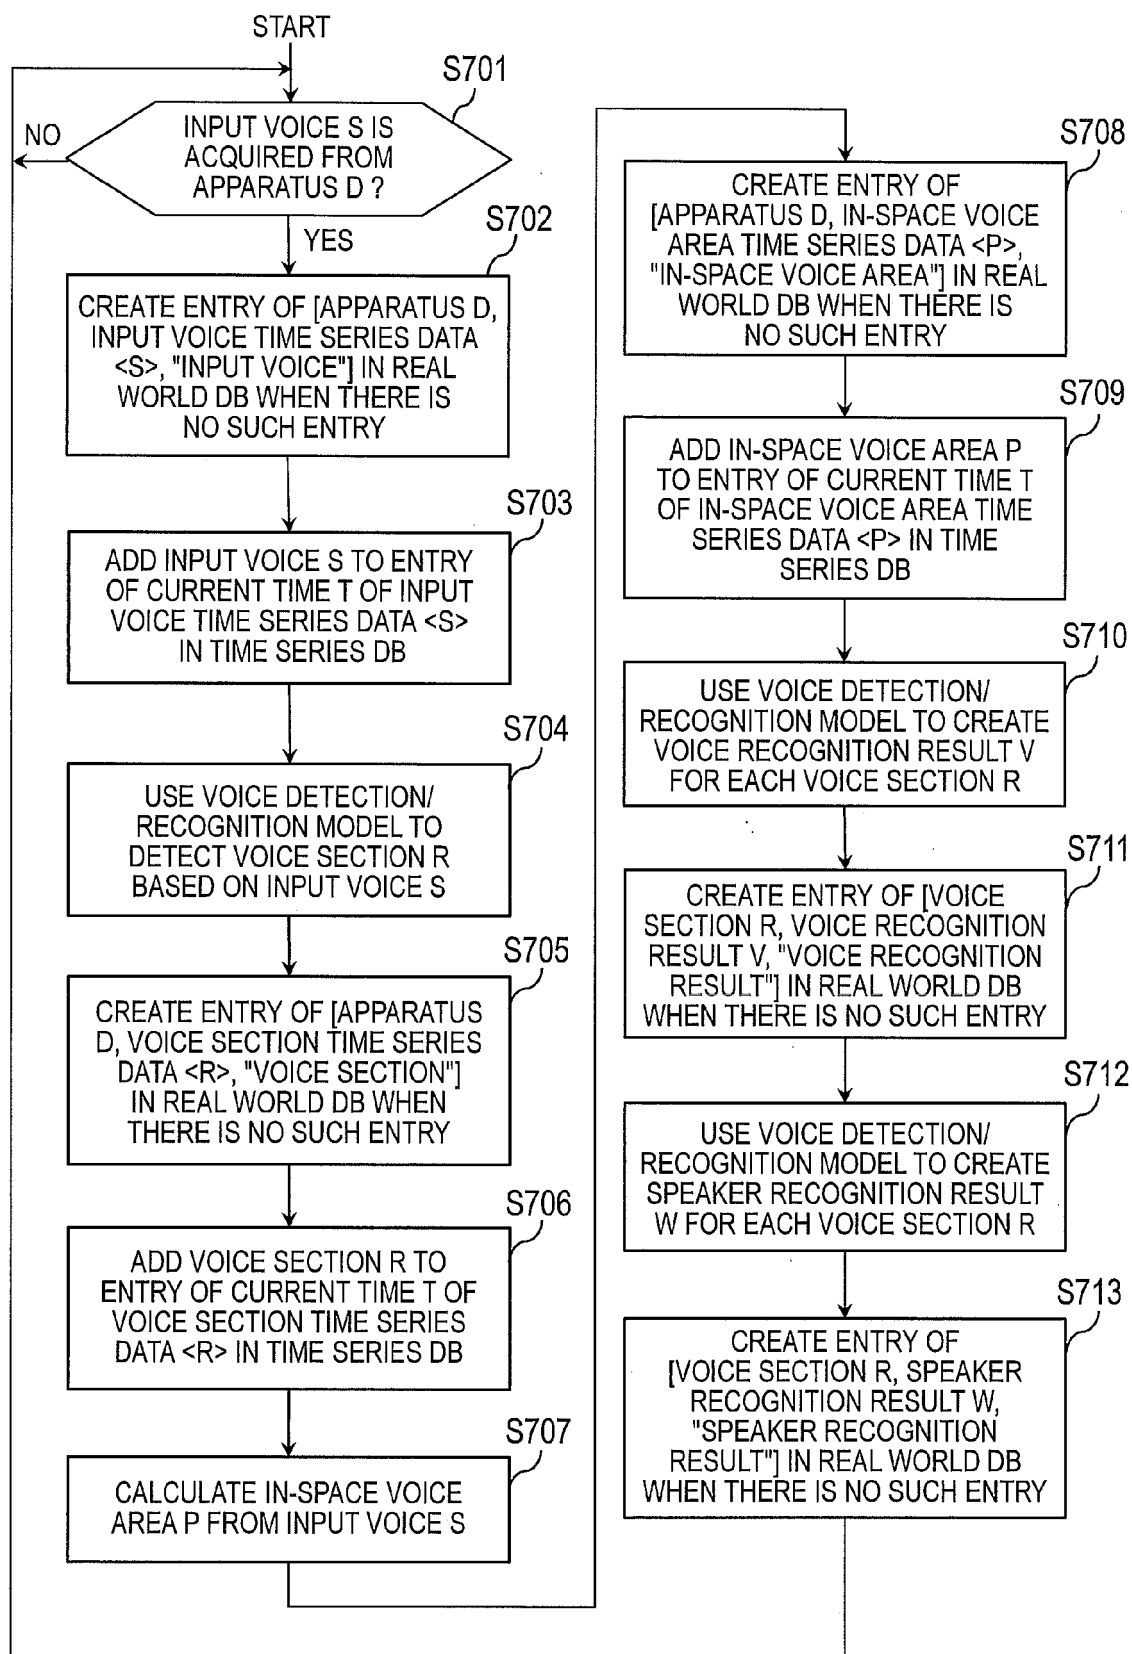 START
S701
INPUT VOICE S IS
ACQUIRED FROM
APPARATUS D ?
NO
YES
S702
CREATE ENTRY OF [APPARATUS D,
INPUT VOICE TIME SERIES DATA
<S>, "INPUT VOICE"] IN REAL
WORLD DB WHEN THERE IS
NO SUCH ENTRY
S703
ADD INPUT VOICE S TO ENTRY
OF CURRENT TIME T OF INPUT
VOICE TIME SERIES DATA <S>
IN TIME SERIES DB
S704
USE VOICE DETECTION/
RECOGNITION MODEL TO
DETECT VOICE SECTION R
BASED ON INPUT VOICE S
S705
CREATE ENTRY OF [APPARATUS
D, VOICE SECTION TIME SERIES
DATA <R>, "VOICE SECTION"]
IN REAL WORLD DB WHEN
THERE IS NO SUCH ENTRY
S706
ADD VOICE SECTION R TO
ENTRY OF CURRENT TIME T OF
VOICE SECTION TIME SERIES
DATA <R> IN TIME SERIES DB
S707
CALCULATE IN-SPACE VOICE
AREA P FROM INPUT VOICE S
S708
CREATE ENTRY OF
[APPARATUS D, IN-SPACE VOICE
AREA TIME SERIES DATA <P>,
"IN-SPACE VOICE AREA"] IN REAL
WORLD DB WHEN THERE IS
NO SUCH ENTRY
S709
ADD IN-SPACE VOICE AREA P
TO ENTRY OF CURRENT TIME T
OF IN-SPACE VOICE AREA TIME
SERIES DATA <P> IN TIME
SERIES DB
S710
USE VOICE DETECTION/
RECOGNITION MODEL TO CREATE
VOICE RECOGNITION RESULT V
FOR EACH VOICE SECTION R
S711
CREATE ENTRY OF [VOICE
SECTION R, VOICE RECOGNITION
RESULT V, "VOICE RECOGNITION
RESULT"] IN REAL WORLD DB
WHEN THERE IS NO SUCH ENTRY
S712
USE VOICE DETECTION/
RECOGNITION MODEL TO CREATE
SPEAKER RECOGNITION RESULT
W FOR EACH VOICE SECTION R
S713
CREATE ENTRY OF
[VOICE SECTION R, SPEAKER
RECOGNITION RESULT W,
"SPEAKER RECOGNITION
RESULT"] IN REAL WORLD DB
WHEN THERE IS NO SUCH ENTRY